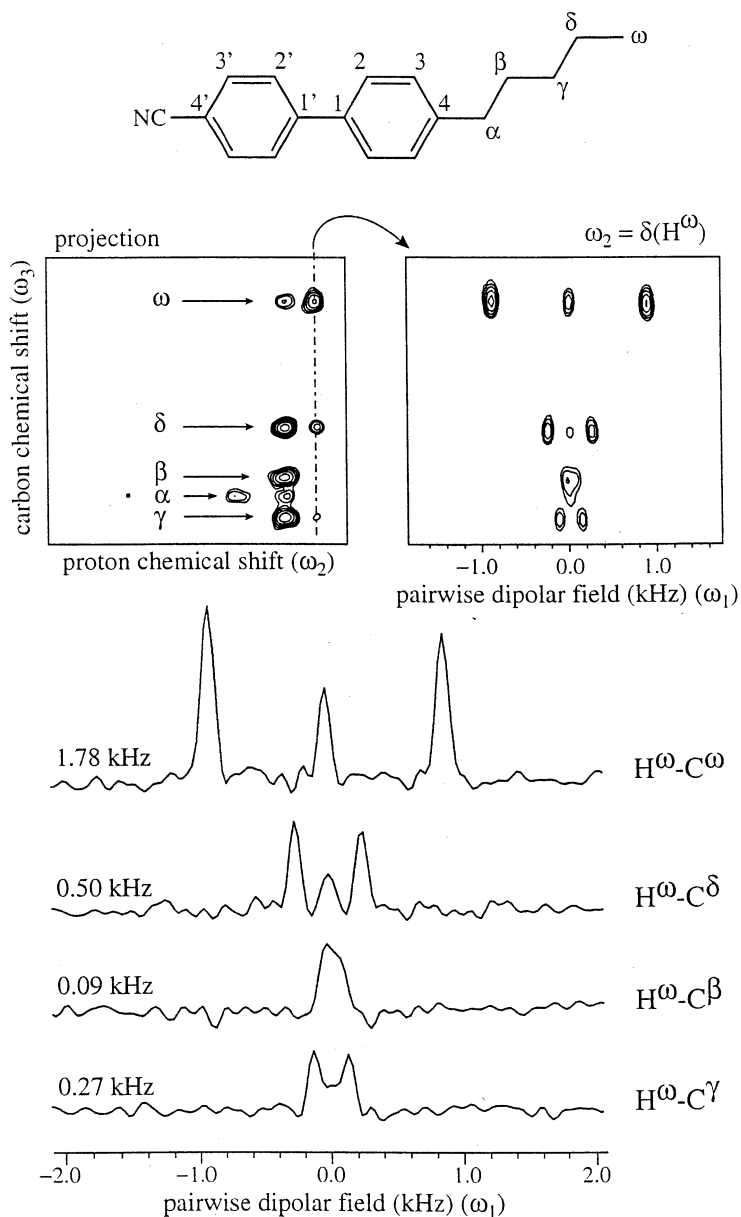 δ
ω
3' 2' 2 3 β
NC 4' 1' 1 4 γ
α
projection ω₂ = δ(Hω)
carbon chemical shift (ω₃)
ω
δ
β
α
γ
−1.0 0.0 1.0
proton chemical shift (ω₂)
pairwise dipolar field (kHz) (ω₁)
1.78 kHz Hω-Cω
0.50 kHz Hω-Cδ
0.09 kHz Hω-Cβ
0.27 kHz Hω-Cγ
-2.0 -1.0 0.0 1.0 2.0
pairwise dipolar field (kHz) (ω₁)